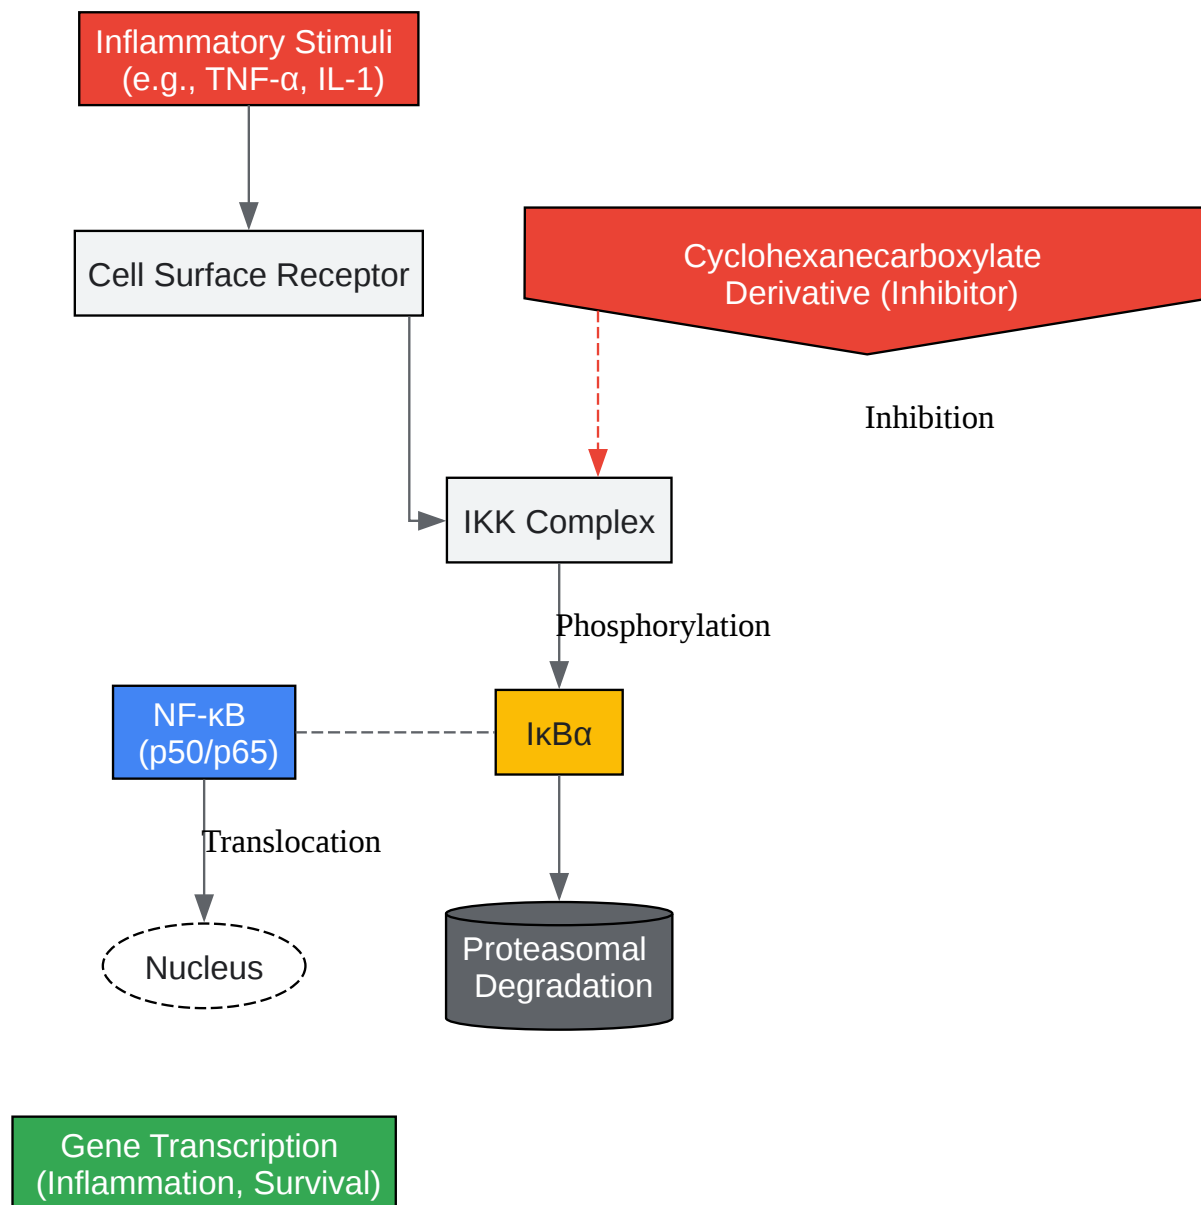 Inflammatory Stimuli
(e.g., TNF-α, IL-1)
Cell Surface Receptor
Cyclohexanecarboxylate
Derivative (Inhibitor)
Inhibition
IKK Complex
Phosphorylation
NF-κB
(p50/p65)
IκBα
Translocation
Nucleus
Proteasomal
Degradation
Gene Transcription
(Inflammation, Survival)